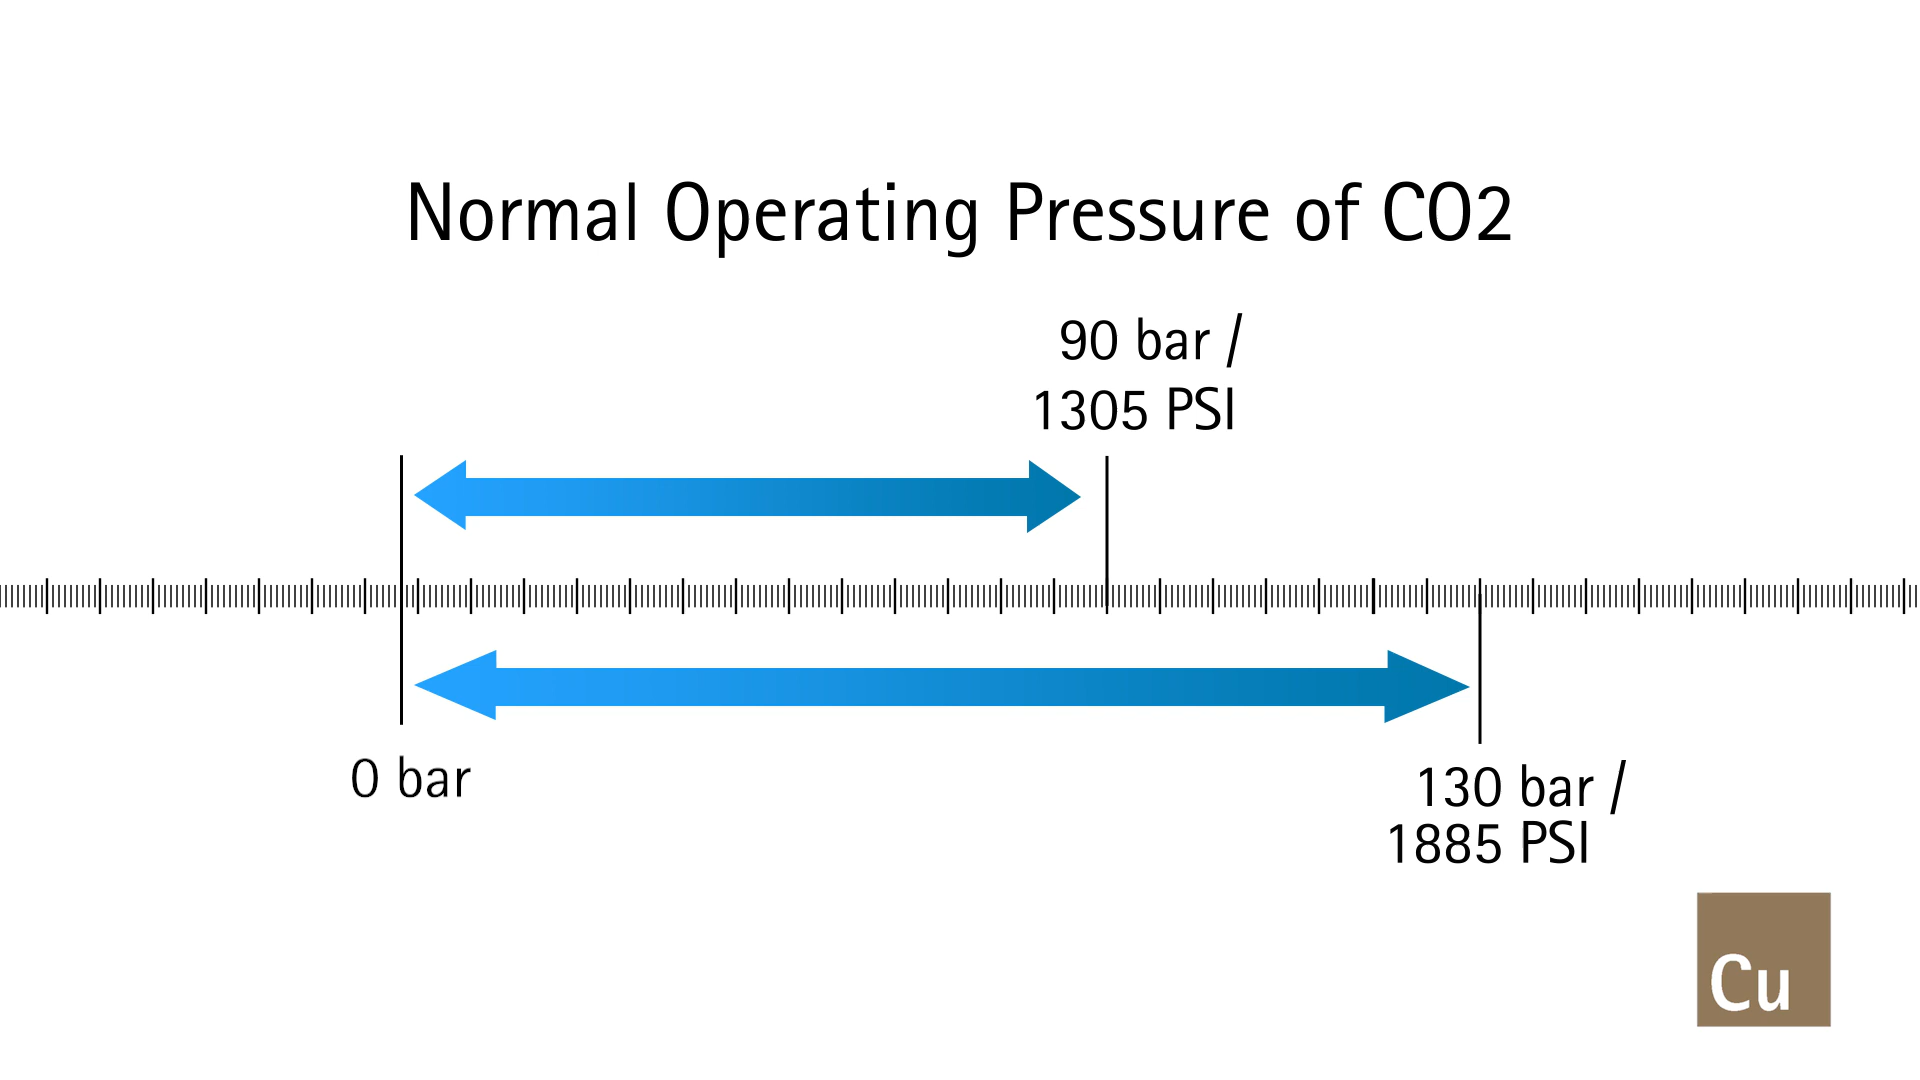 Normal Operating Pressure of CO2
90 bar /
1305 PSI
0 bar
130 bar /
1885 PSI
Cu